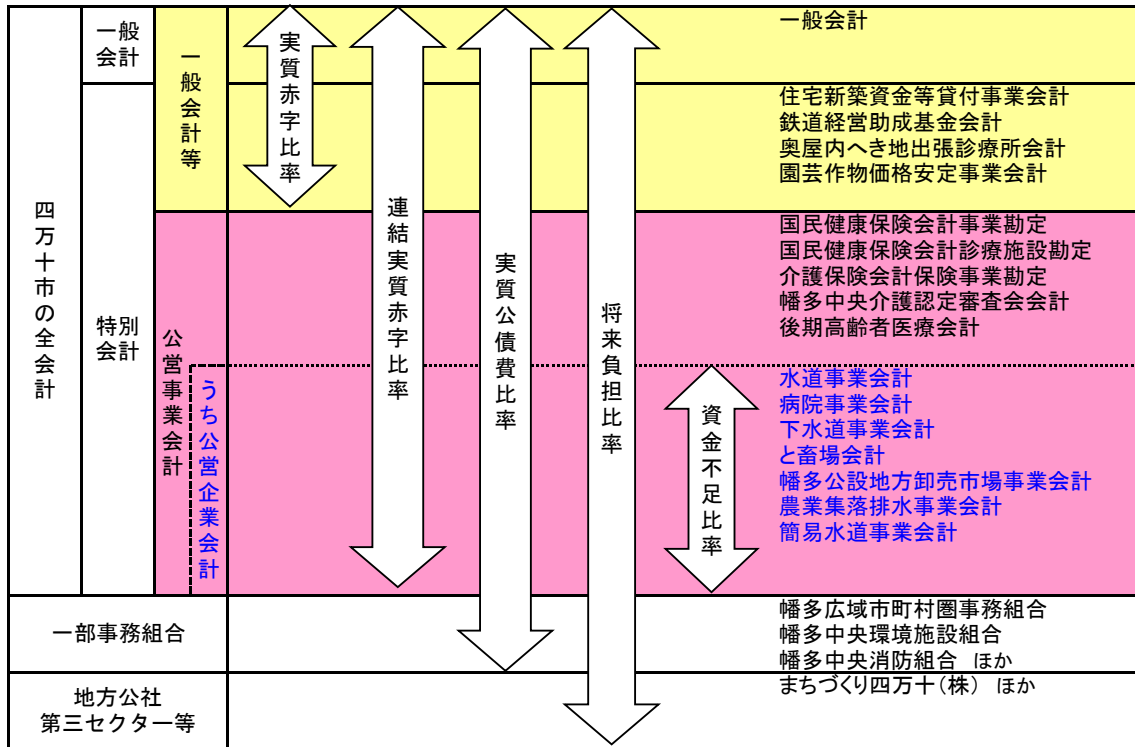 四万十市の全会計
一般
会計
特別
会計
一般会計等
公営事業会計
うち公営企業会計
一部事務組合
地方公社
第三セクター等
実質赤字比率
連結実質赤字比率
実質公債費比率
将来負担比率
資金不足比率
一般会計
住宅新築資金等貸付事業会計
鉄道経営助成基金会計
奥屋内へき地出張診療所会計
園芸作物価格安定事業会計
国民健康保険会計事業勘定
国民健康保険会計診療施設勘定
介護保険会計保険事業勘定
幡多中央介護認定審査会会計
後期高齢者医療会計
水道事業会計
病院事業会計
下水道事業会計
と畜場会計
幡多公設地方卸売市場事業会計
農業集落排水事業会計
簡易水道事業会計
幡多広域市町村圏事務組合
幡多中央環境施設組合
幡多中央消防組合 ほか
まちづくり四万十(株) ほか